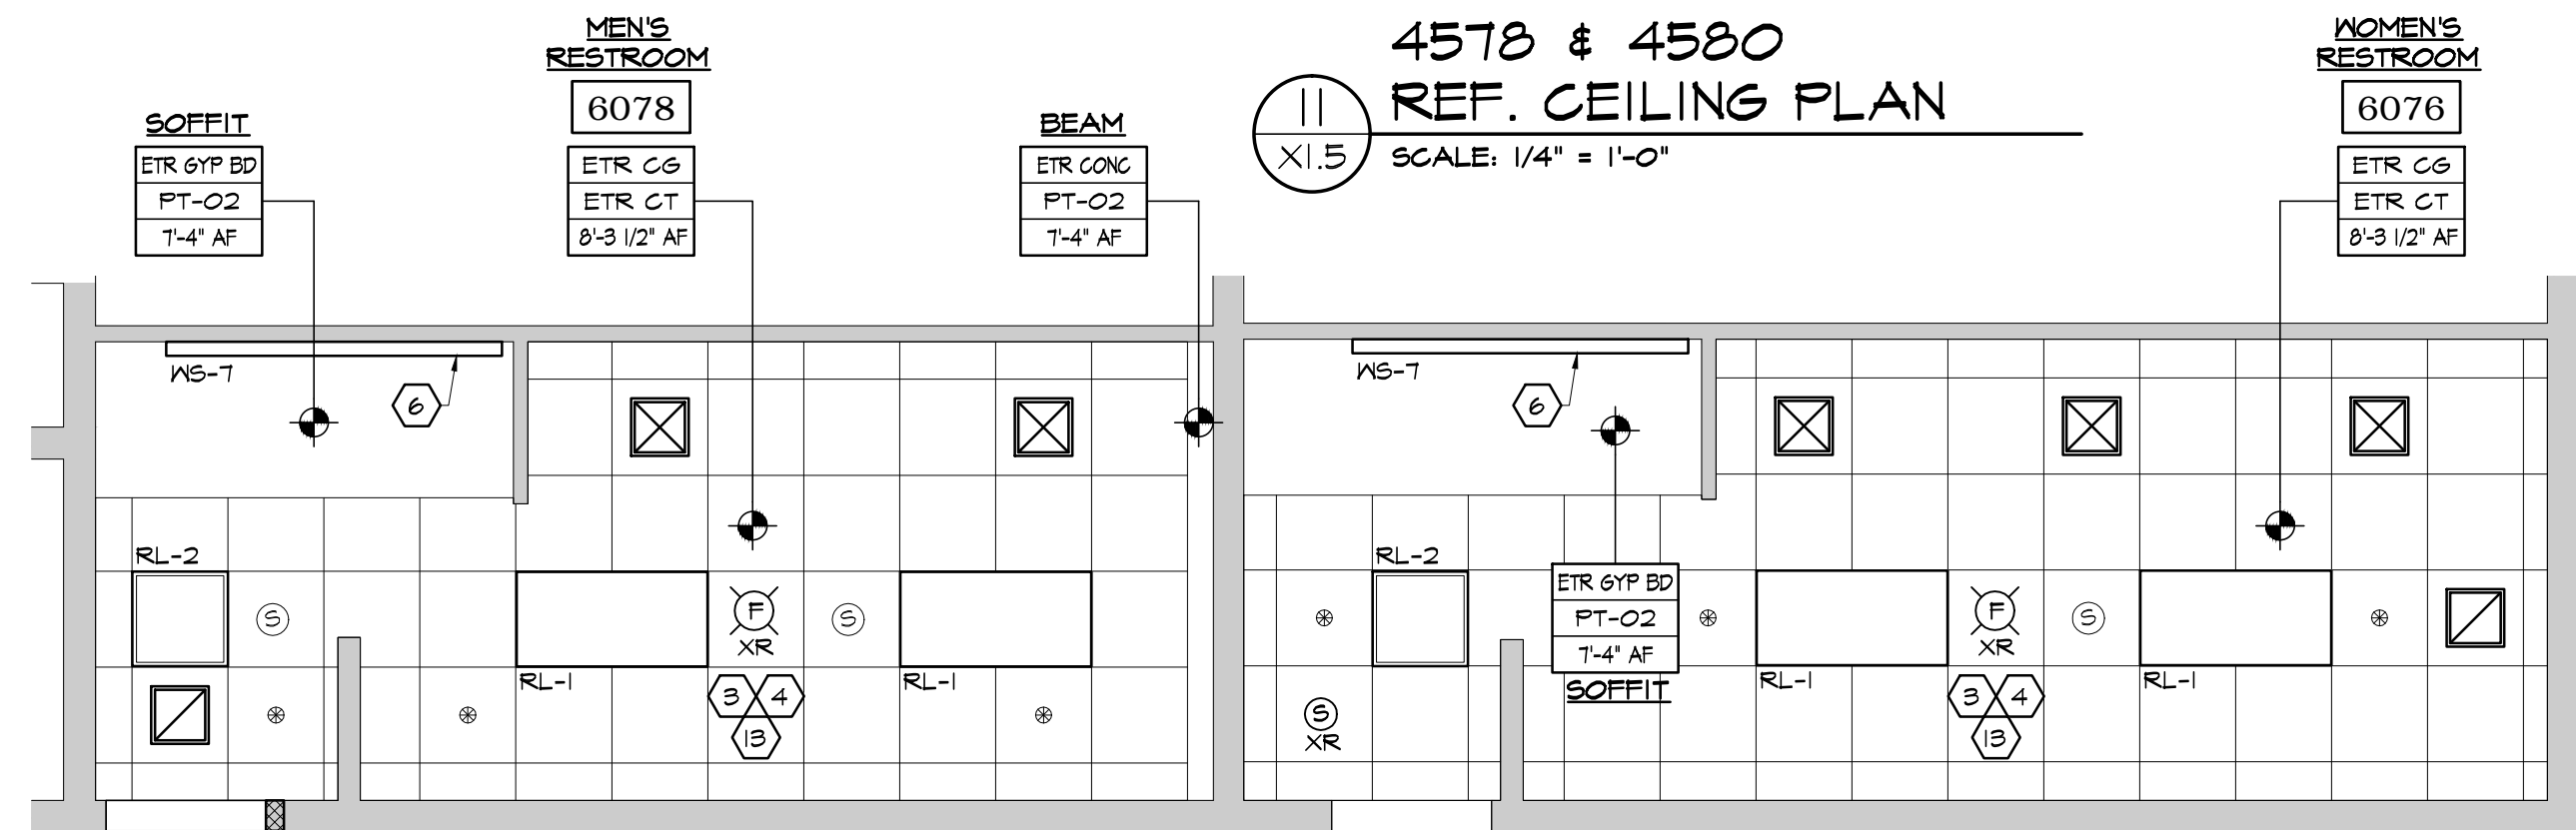 MEN'S
RESTROOM
6078
4578 & 4580
REF. CEILING PLAN
11
X1.5
SCALE: 1/4" = 1'-0"
WOMEN'S
RESTROOM
6076
SOFFIT
ETR GYP BD
PT-02
7'-4" AF
ETR CG
ETR CT
8'-3 1/2" AF
BEAM
ETR CONC
PT-02
7'-4" AF
ETR CG
ETR CT
8'-3 1/2" AF
WS-7
6
WS-7
6
RL-2
S
F
XR
S
RL-1
3
4
13
RL-1
RL-2
ETR GYP BD
PT-02
7'-4" AF
SOFFIT
S
XR
F
XR
S
RL-1
3
4
13
RL-1